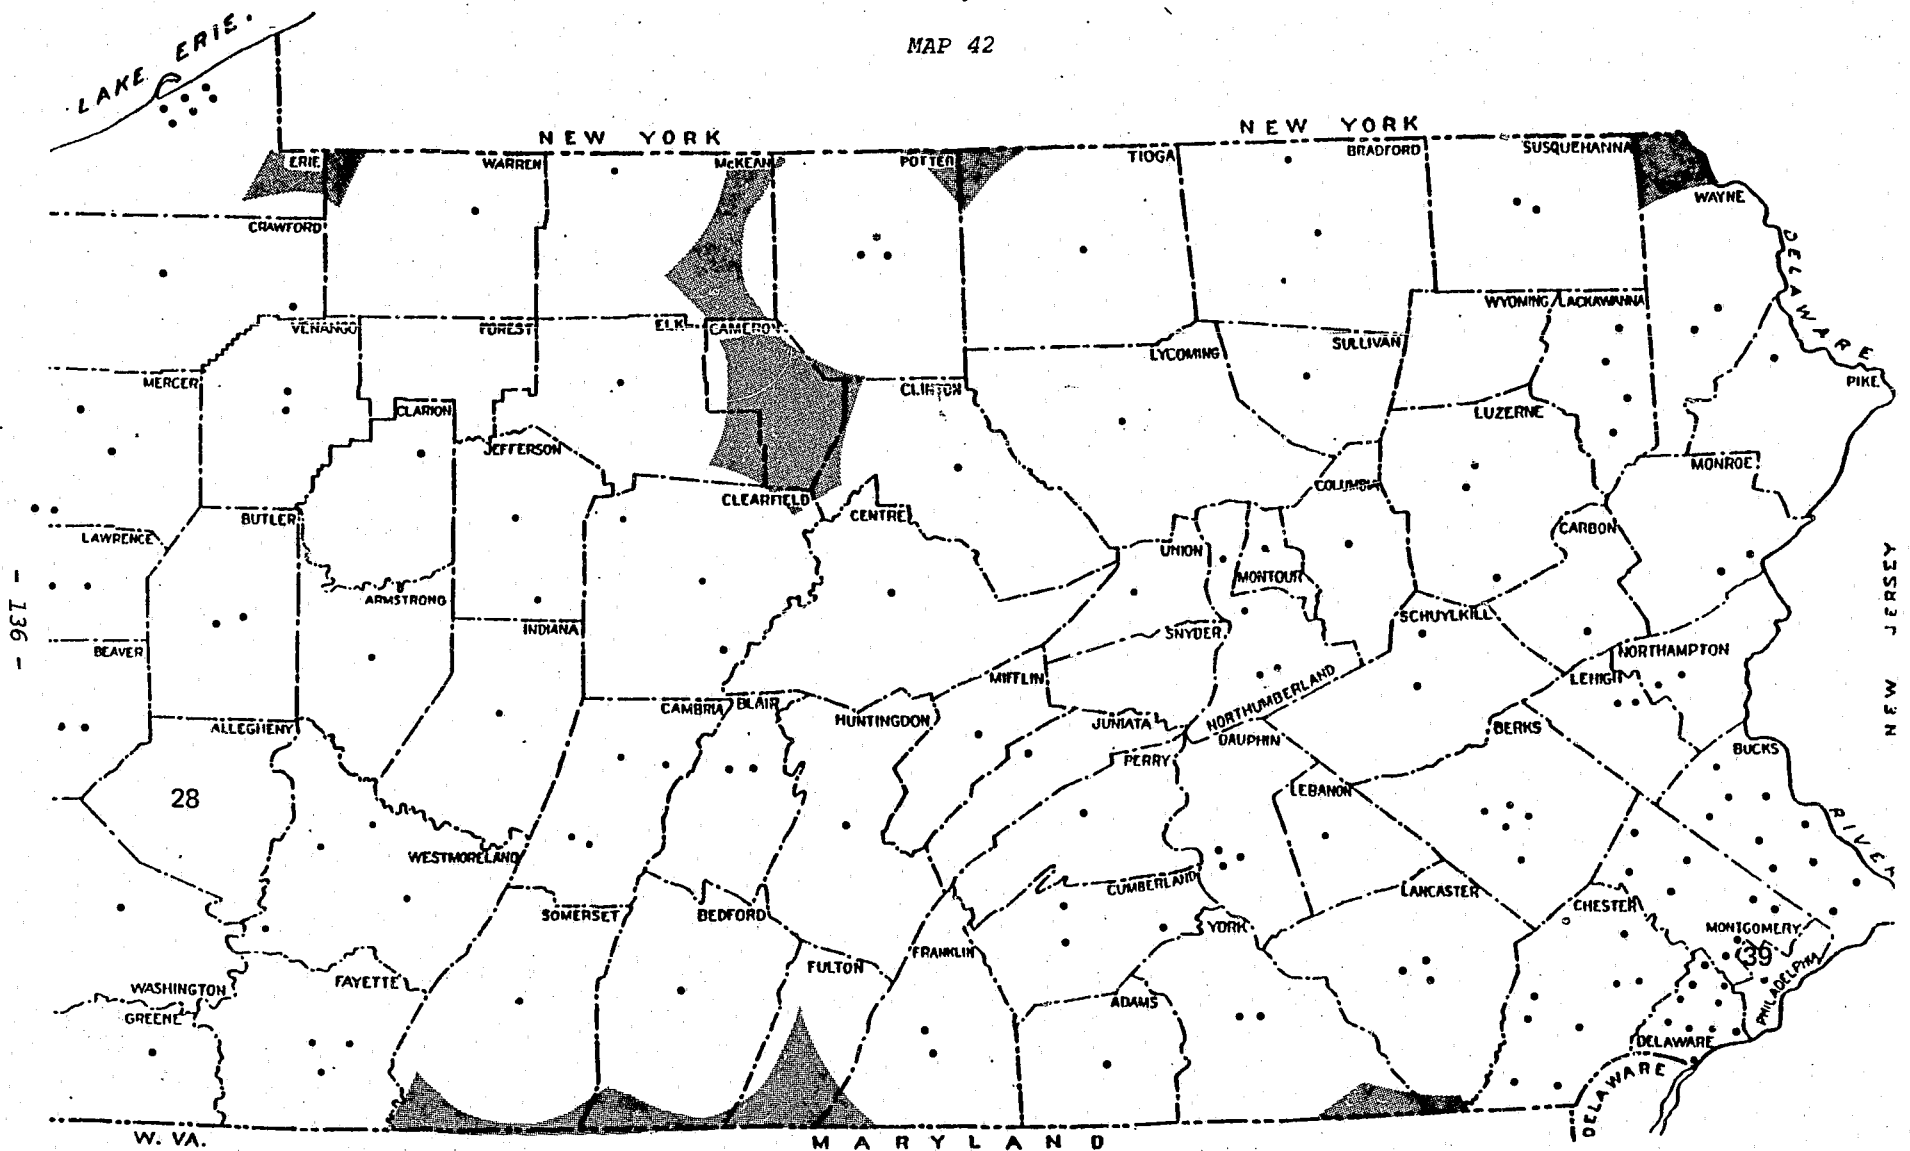 MAP 42
LAKE ERIE.
NEW YORK
NEW YORK
ERIE
WARREN
McKEAN
POTTER
TIOGA
BRADFORD
SUSQUEHANNA
WAYNE
CRAWFORD
DELAWARE
VENANGO
FOREST
ELK
CAMERON
WYOMING
LACKAWANNA
MERCER
CLARION
CLINTON
LYCOMING
SULLIVAN
PIKE
LUZERNE
JEFFERSON
MONROE
CLEARFIELD
COLUMBIA
BUTLER
CENTRE
CARBON
LAWRENCE
UNION
MONTOUR
NEW JERSEY
- 136 -
ARMSTRONG
INDIANA
SCHUYLKILL
SNYDER
BEAVER
MIFFLIN
NORTHUMBERLAND
NORTHAMPTON
LEHIGH
ALLEGHENY
CAMBRIA
BLAIR
HUNTINGDON
JUNIATA
DAUPHIN
BERKS
BUCKS
PERRY
LEBANON
28
RIVER
WESTMORELAND
CUMBERLAND
LANCASTER
CHESTER
SOMERSET
BEDFORD
YORK
MONTGOMERY
39
PHILADELPHIA
FRANKLIN
FULTON
FAYETTE
WASHINGTON
ADAMS
GREENE
DELAWARE
DELAWARE
W. VA.
MARYLAND